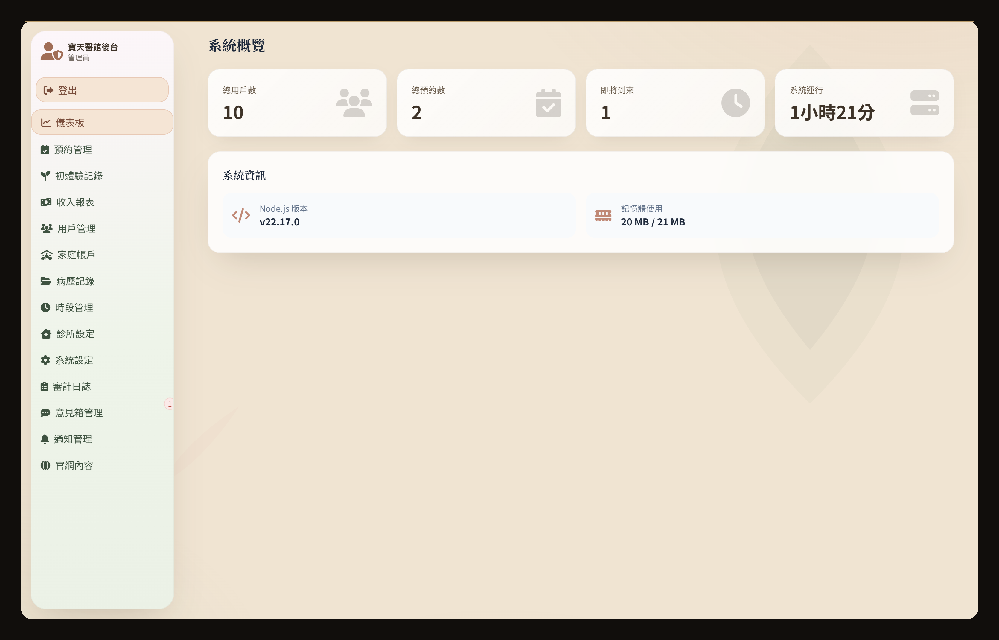 寶天醫館後台
管理員
登出
儀表板
預約管理
初體驗記錄
收入報表
用戶管理
家庭帳戶
病歷記錄
時段管理
診所設定
系統設定
審計日誌
意見箱管理
1
通知管理
官網內容
系統概覽
總用戶數
10
總預約數
2
即將到來
1
系統運行
1小時21分
系統資訊
Node.js 版本
v22.17.0
記憶體使用
20 MB / 21 MB